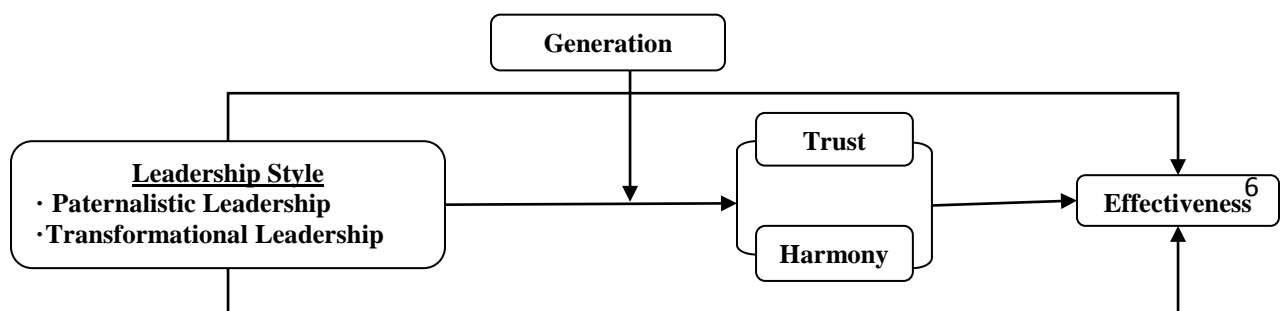 Generation
Trust
Leadership Style
· Paternalistic Leadership
·Transformational Leadership
6
Effectiveness
Harmony